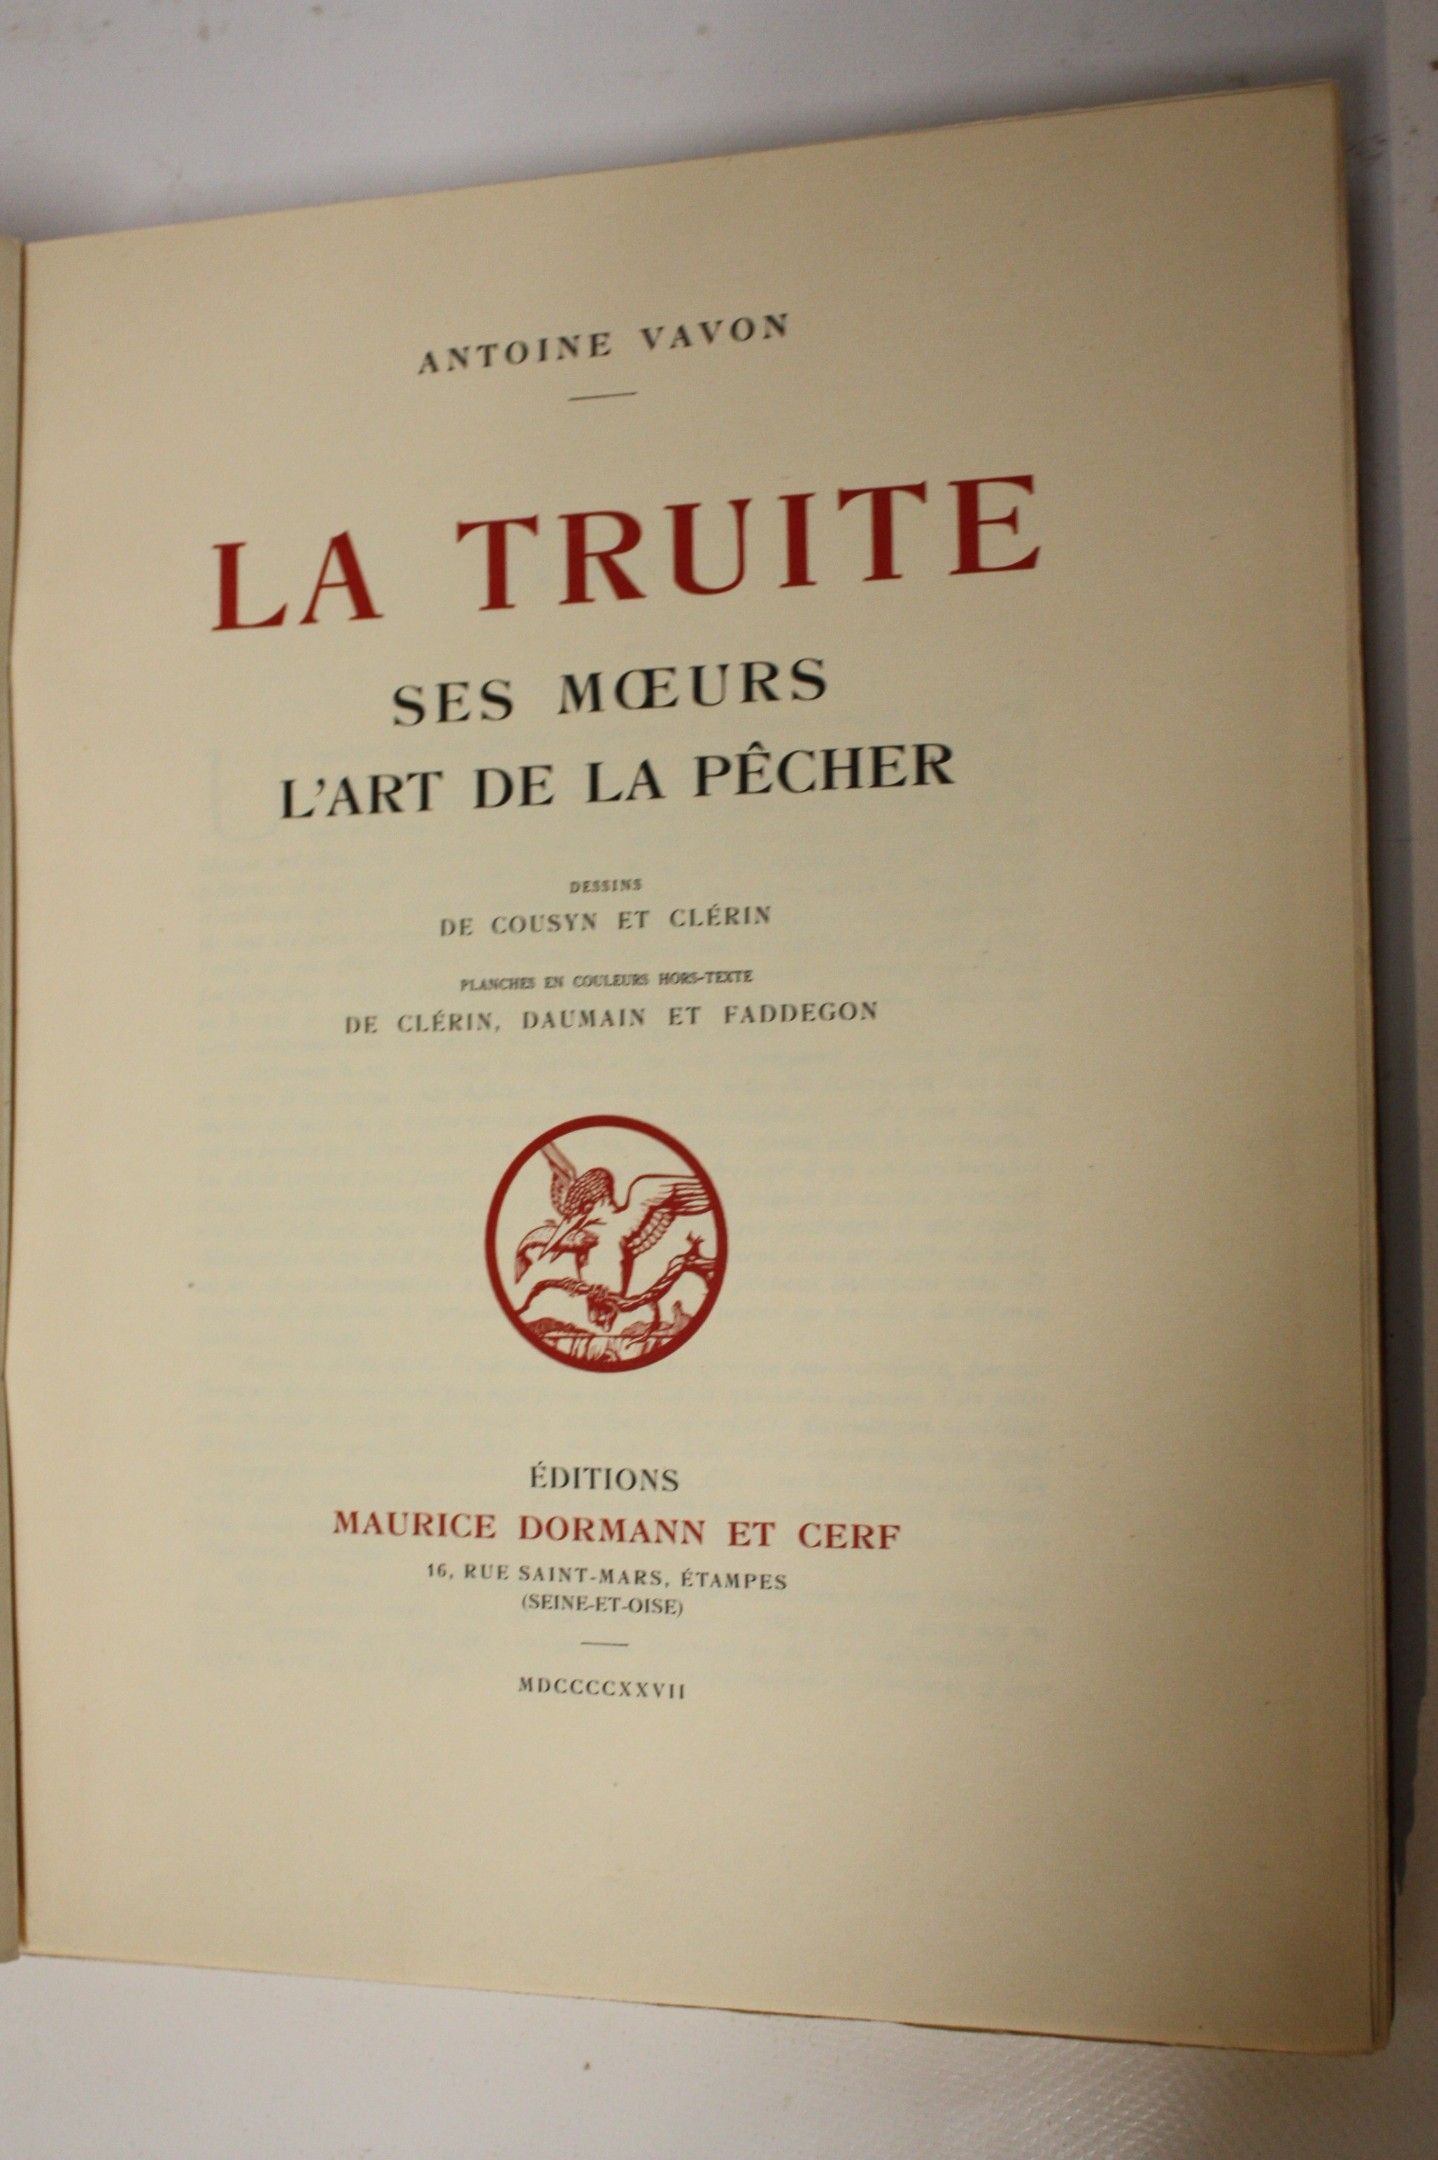 ANTOINE VAVON
LA TRUITE
SES MŒURS
L'ART DE LA PÊCHER
DESSINS
DE COUSYN ET CLÉRIN
PLANCHES EN COULEURS HORS-TEXTE
DE CLÉRIN, DAUMAIN ET FADDEGON
ÉDITIONS
MAURICE DORMANN ET CERF
16, RUE SAINT-MARS, ÉTAMPES
(SEINE-ET-OISE)
MDCCCCXXVII